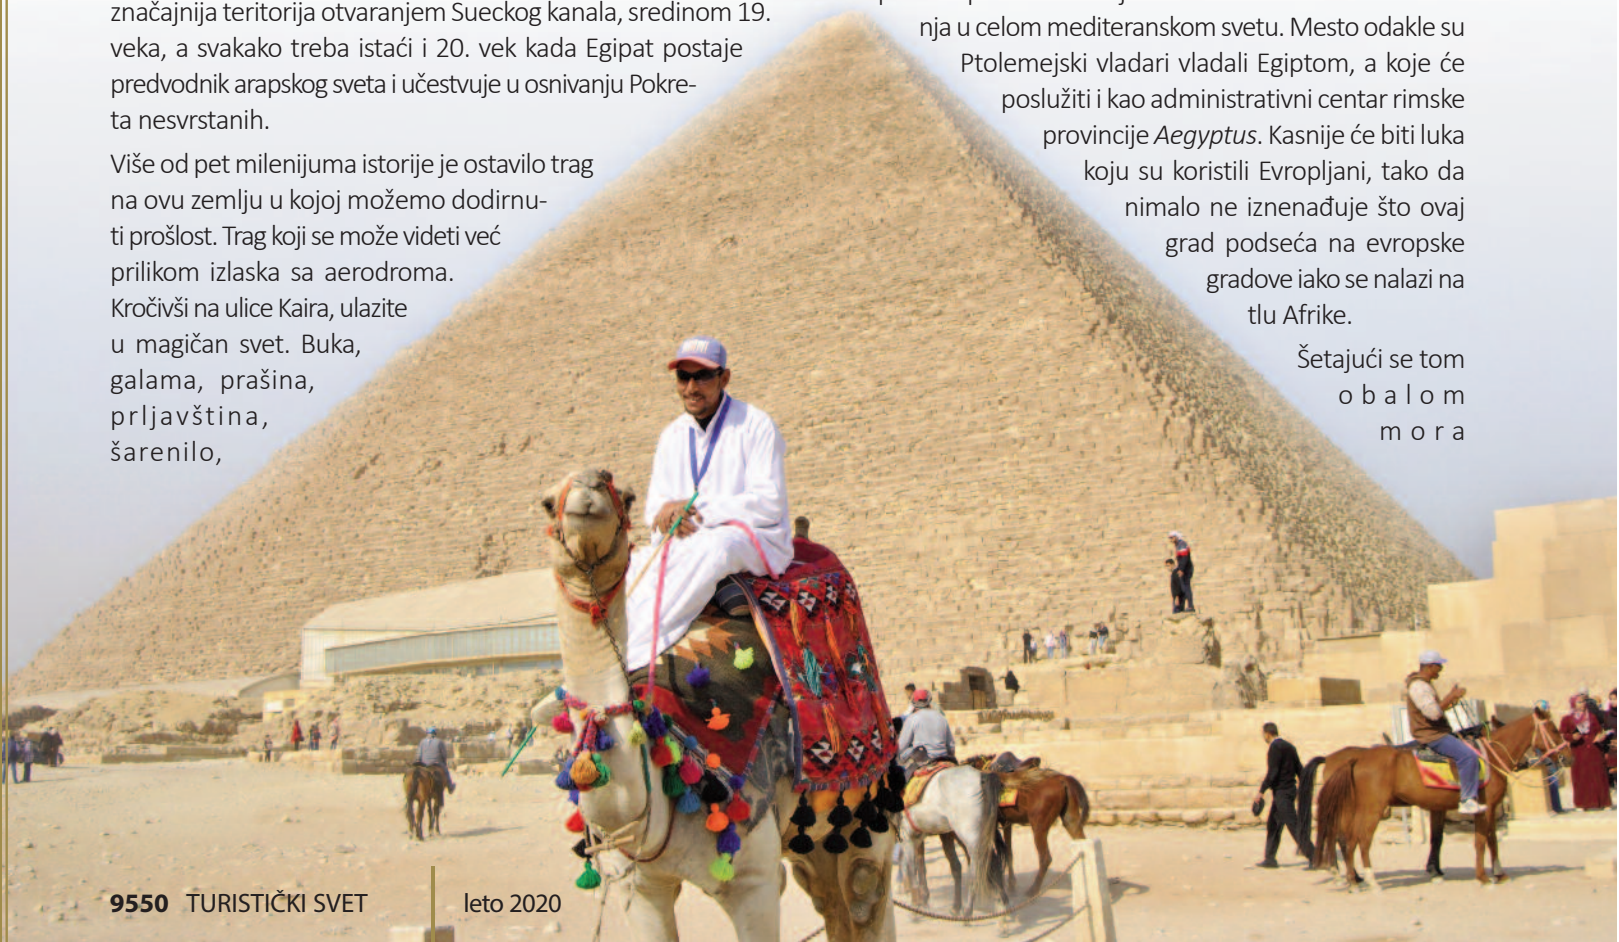 značajnija teritorija otvaranjem Sueckog kanala, sredinom 19.
veka, a svakako treba istaći i 20. vek kada Egipat postaje
predvodnik arapskog sveta i učestvuje u osnivanju Pokre-
ta nesvrstanih.
Više od pet milenijuma istorije je ostavilo trag
na ovu zemlju u kojoj možemo dodirnu-
ti prošlost. Trag koji se može videti već
prilikom izlaska sa aerodroma.
Kročivši na ulice Kaira, ulazite
u magičan svet. Buka,
galama, prašina,
prljavština,
šarenilo,
nja u celom mediteranskom svetu. Mesto odakle su
Ptolemejski vladari vladali Egiptom, a koje će
poslužiti i kao administrativni centar rimske
provincije Aegyptus. Kasnije će biti luka
koju su koristili Evropljani, tako da
nimalo ne iznenađuje što ovaj
grad podseća na evropske
gradove iako se nalazi na
tlu Afrike.
Šetajući se tom
obalom
mora
9550 TURISTIČKI SVET
leto 2020